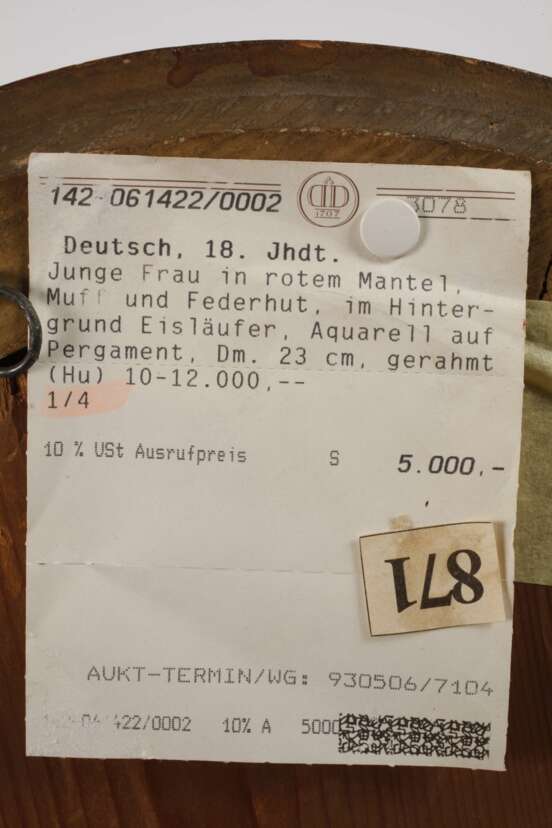 142-061422/0002
1707
3078
Deutsch, 18. Jhdt.
Junge Frau in rotem Mantel,
Muff und Federhut, im Hinter-
grund Eisläufer, Aquarell auf
Pergament, Dm. 23 cm, gerahmt
(Hu) 10-12.000,--
1/4
10 % USt Ausrufpreis S 5.000,-
871
AUKT-TERMIN/WG: 930506/7104
422/0002 10% A 5000